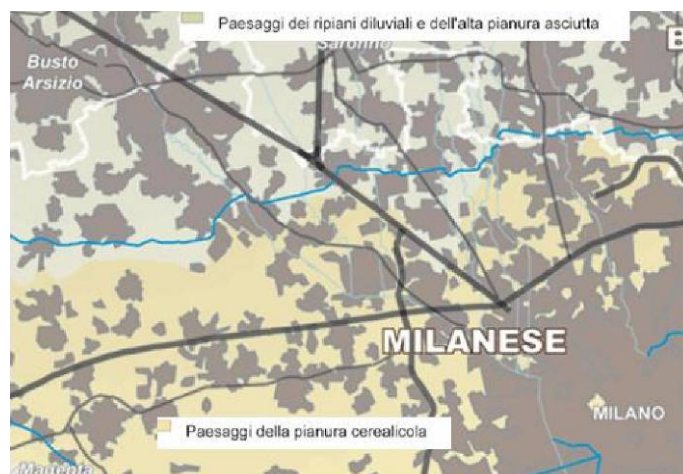 Paesaggi dei ripiani diluviali e dell'alta pianura asciutta
Saronno
Busto
Arsizio
MILANESE
MILANO
Paesaggi della pianura cerealicola
Magenta